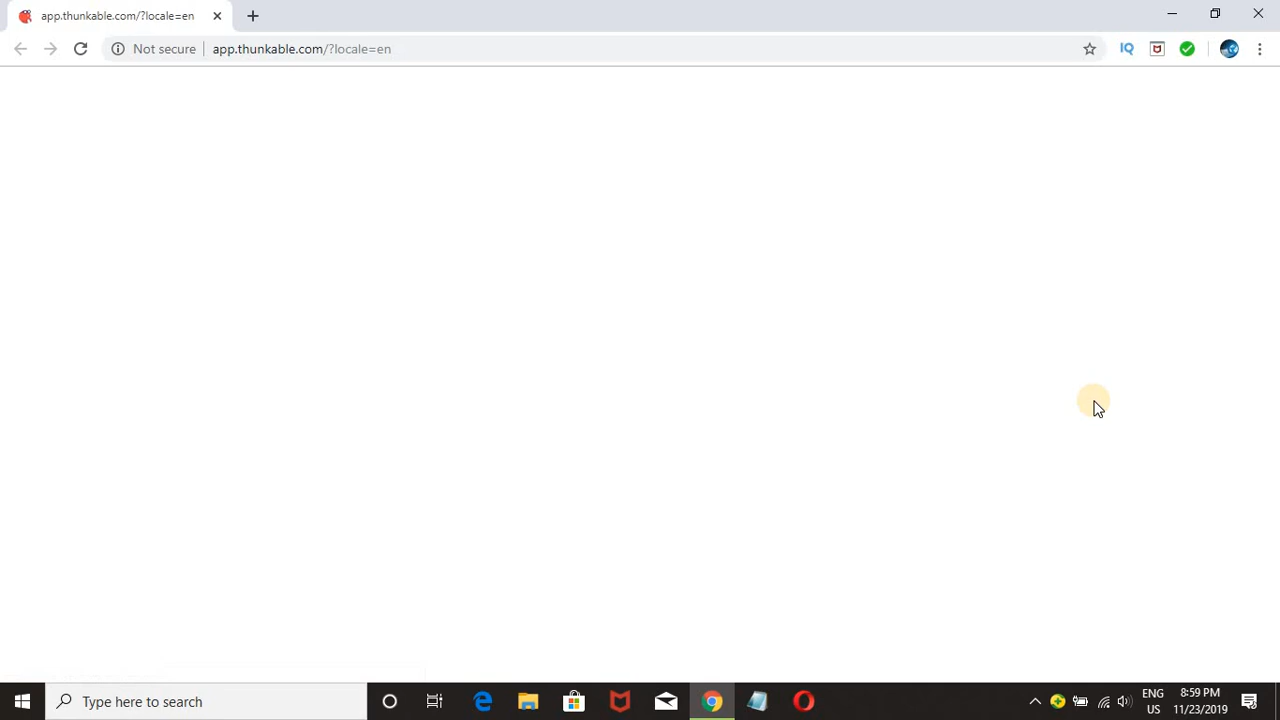 app.thunkable.com/?locale=en
Not secure
app.thunkable.com/?locale=en
IQ
Type here to search
ENG
US
8:59 PM
11/23/2019